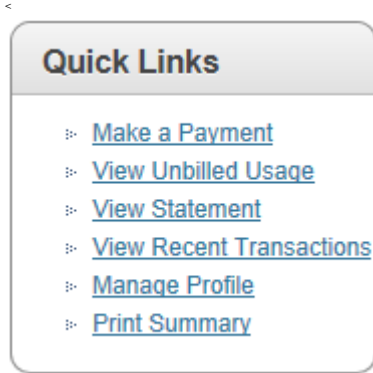 Quick Links
Make a Payment
View Unbilled Usage
View Statement
View Recent Transactions
Manage Profile
Print Summary